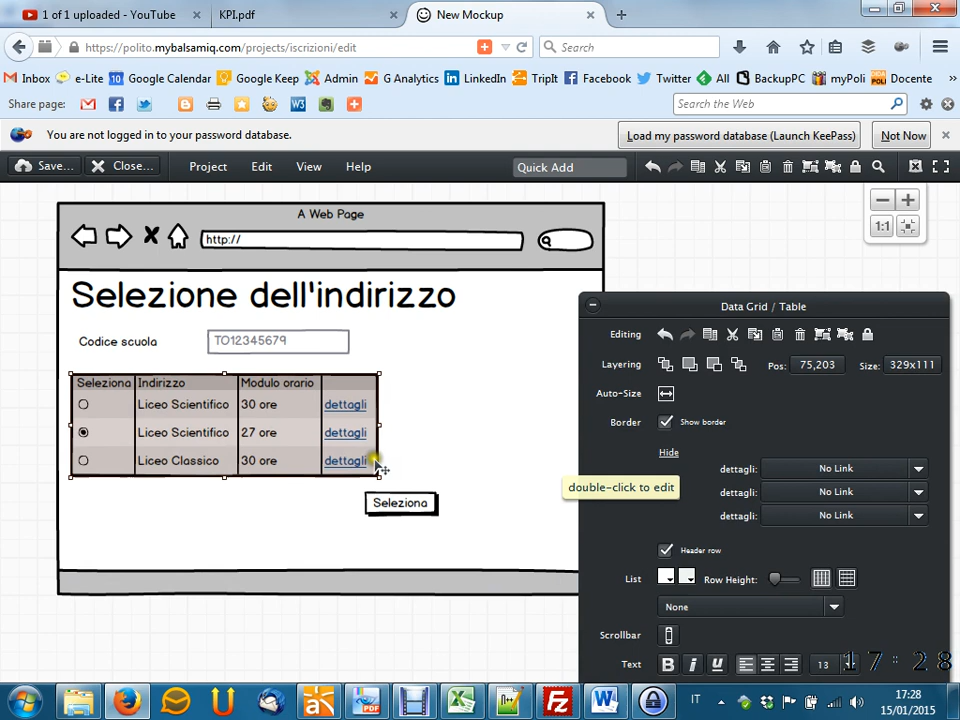 1 of 1 uploaded - YouTube
KPI.pdf
New Mockup
https://polito.mybalsamiq.com/projects/iscrizioni/edit
Search
Inbox e-Lite Google Calendar Google Keep Admin G Analytics LinkedIn TripIt Facebook Twitter All BackupPC myPoli Docente
Share page:
Search the Web
You are not logged in to your password database.
Load my password database (Launch KeePass)
Not Now
Save... Close... Project Edit View Help Quick Add
A Web Page
http://
1:1
Selezione dell'indirizzo
Codice scuola TO12345679
Seleziona Indirizzo Modulo orario
Liceo Scientifico 30 ore dettagli
Liceo Scientifico 27 ore dettagli
Liceo Classico 30 ore dettagli
Seleziona
double-click to edit
Data Grid / Table
Editing
Layering Pos: 75,203 Size: 329x111
Auto-Size
Border Show border
Hide
dettagli: No Link
dettagli: No Link
dettagli: No Link
Header row
List Row Height:
None
Scrollbar
Text B i U 13
17:28
IT 17:28
15/01/2015